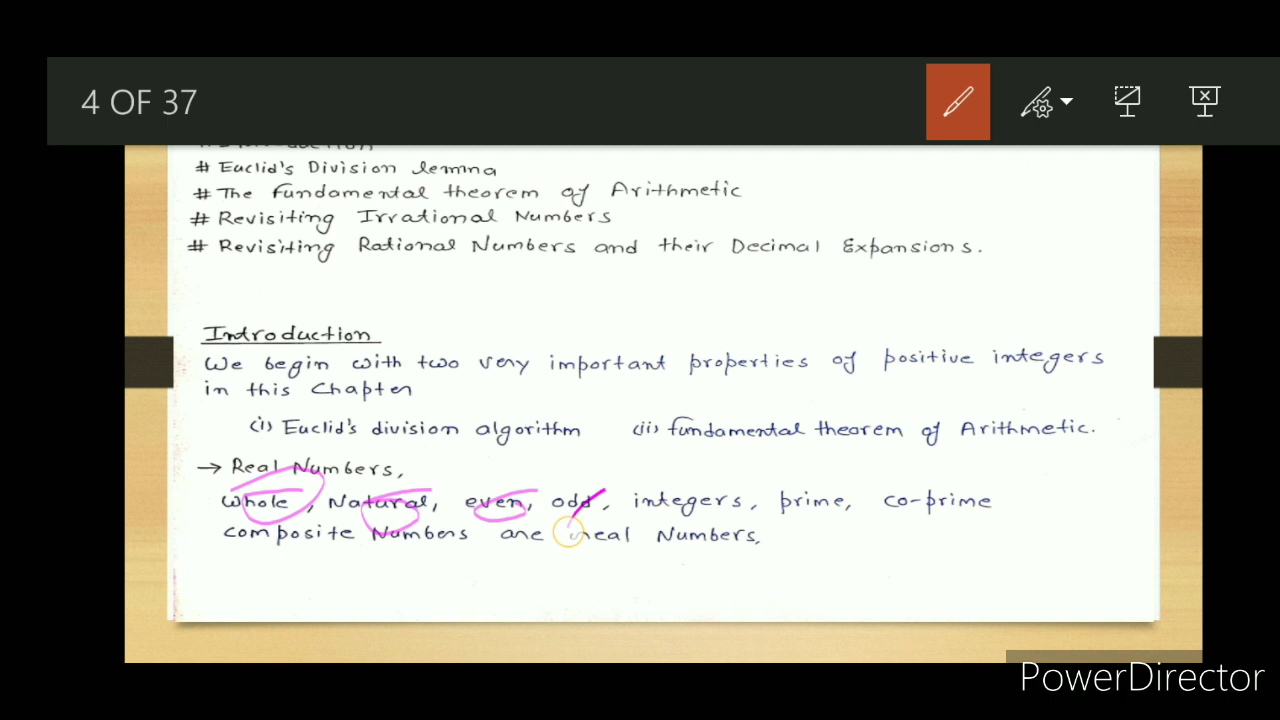 4 OF 37
# Euclid's Division lemma
# The fundamental theorem of Arithmetic
# Revisiting Irrational Numbers
# Revisiting Rational Numbers and their Decimal Expansions.
Introduction
We begin with two very important properties of positive integers
in this Chapter
(i) Euclid's division algorithm (ii) fundamental theorem of Arithmetic.
→ Real Numbers,
Whole, Natural, even, odd, integers, prime, co-prime
composite Numbers are real Numbers,
PowerDirector